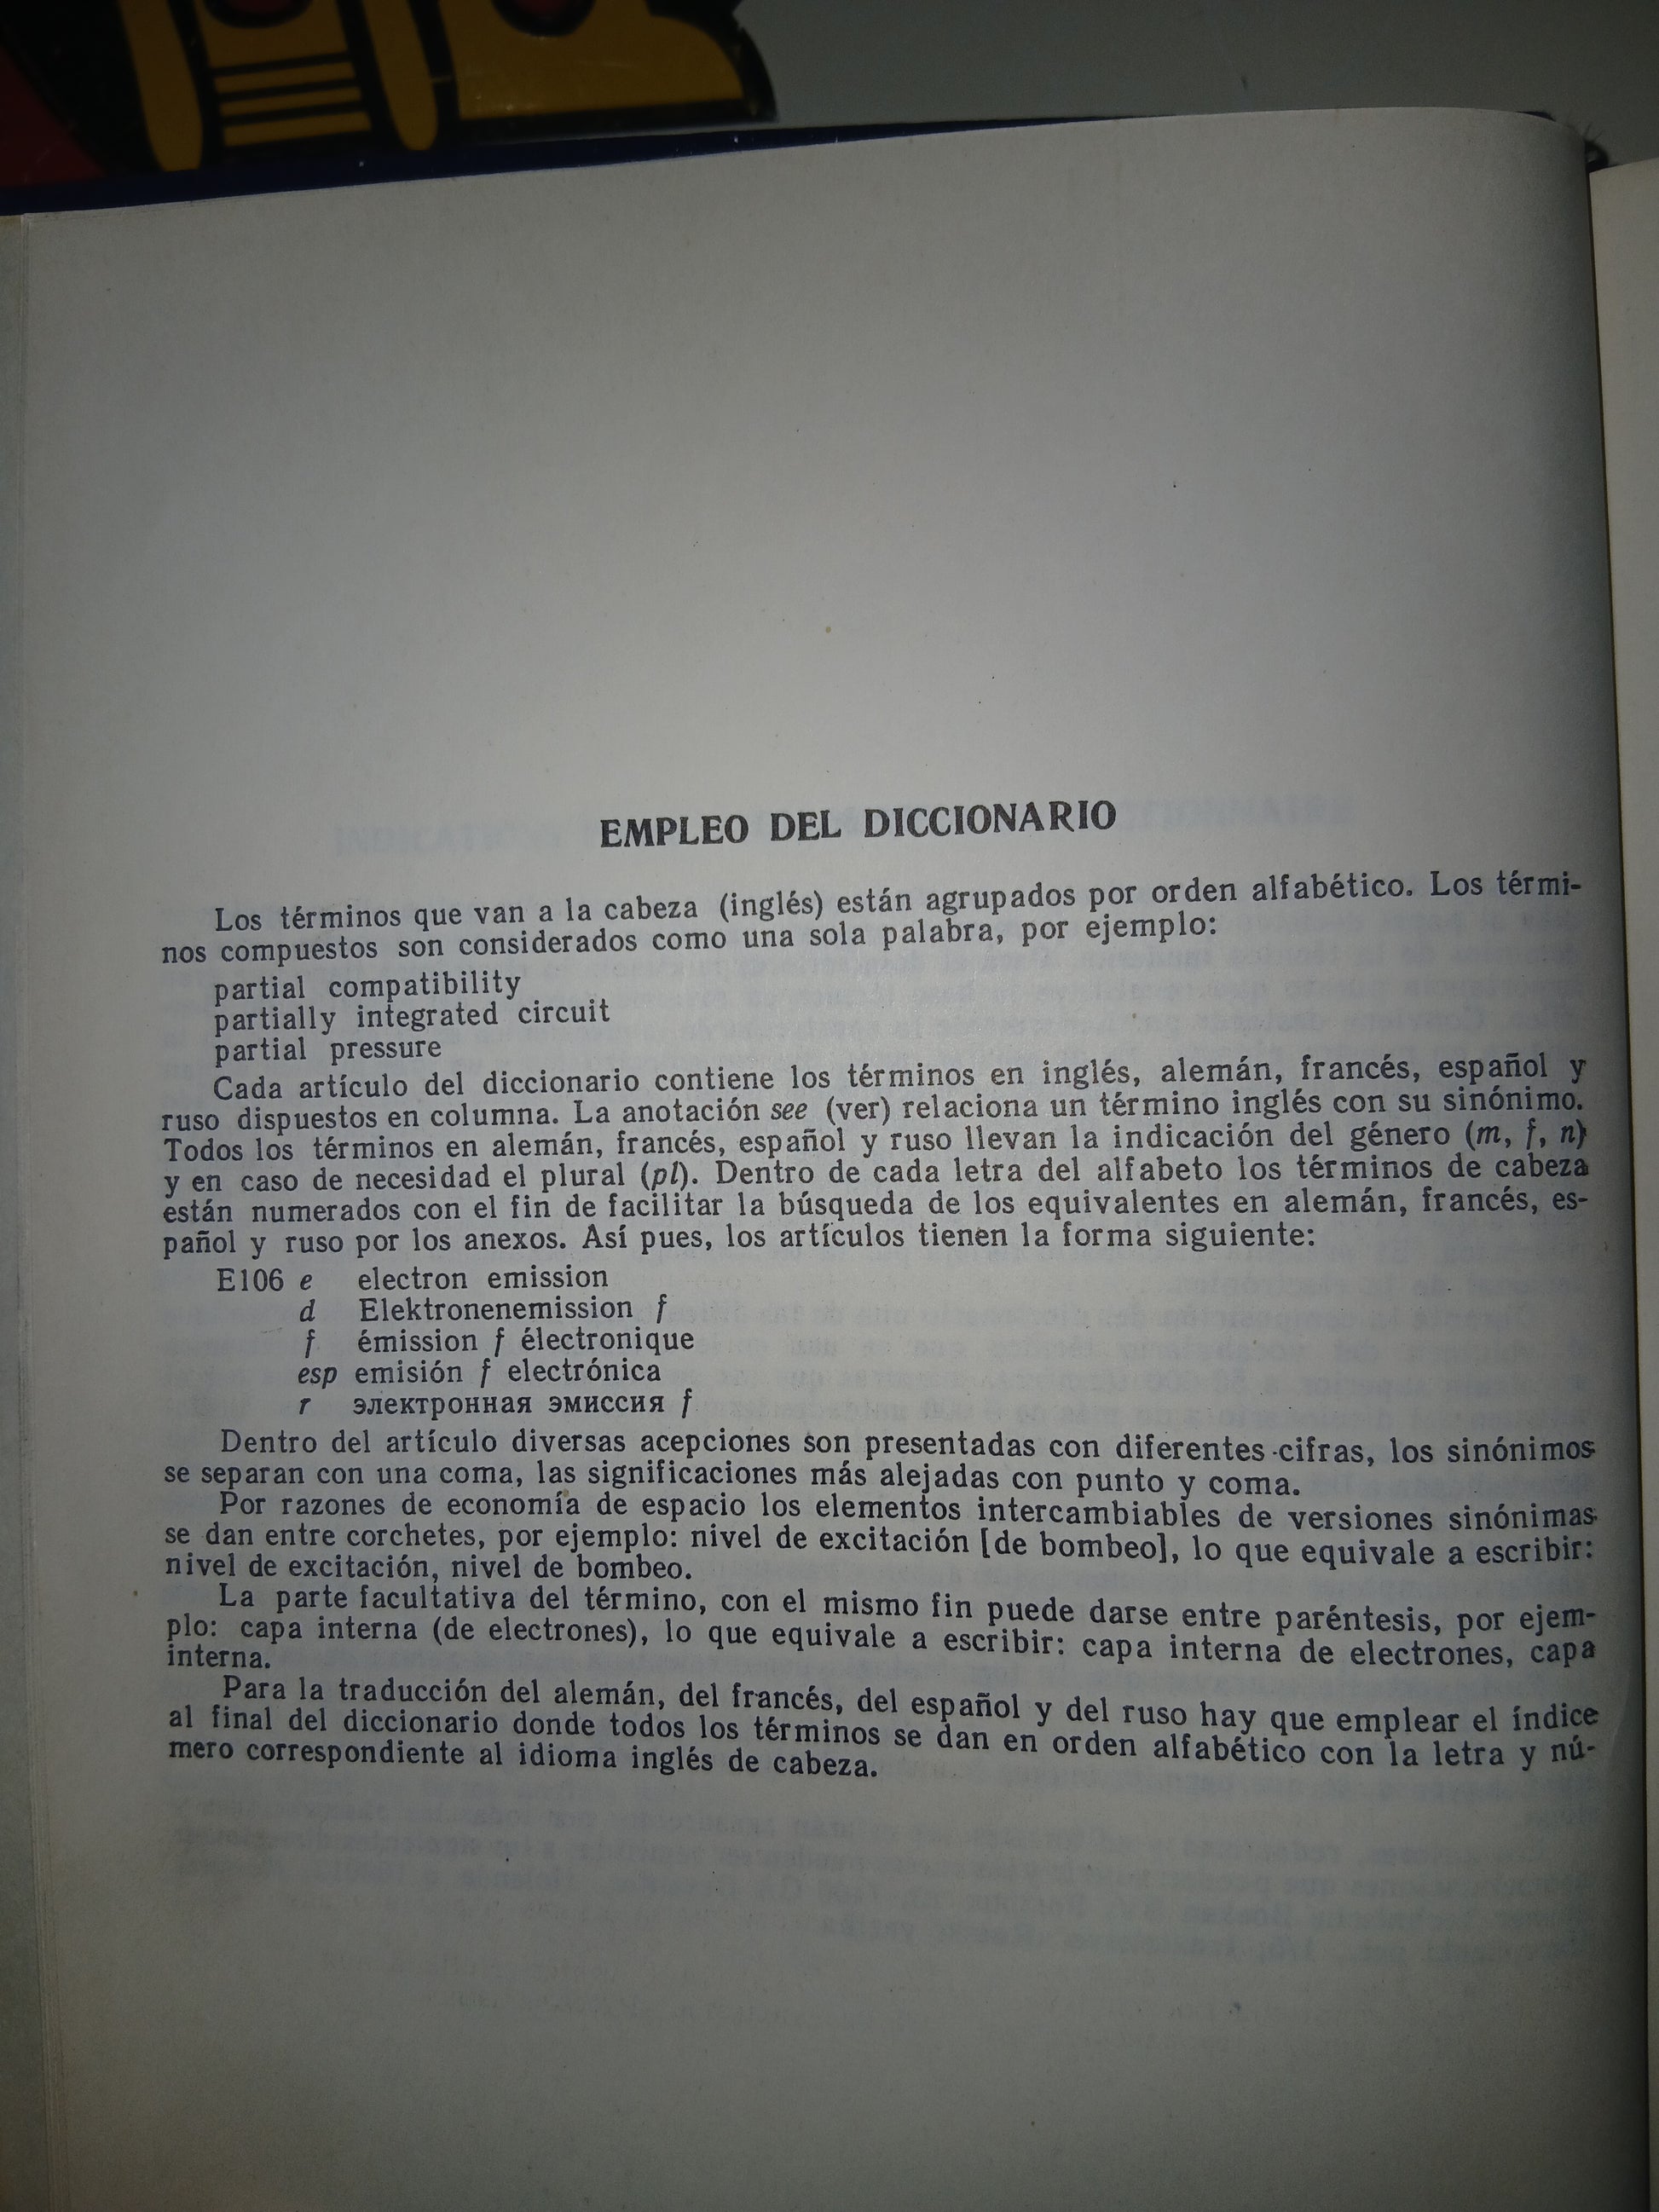 EMPLEO DEL DICCIONARIO
Los términos que van a la cabeza (inglés) están agrupados por orden alfabético. Los térmi-
nos compuestos son considerados como una sola palabra, por ejemplo:
partial compatibility
partially integrated circuit
partial pressure
Cada artículo del diccionario contiene los términos en inglés, alemán, francés, español y
ruso dispuestos en columna. La anotación see (ver) relaciona un término inglés con su sinónimo.
Todos los términos en alemán, francés, español y ruso llevan la indicación del género (m, f, n)
y en caso de necesidad el plural (pl). Dentro de cada letra del alfabeto los términos de cabeza
están numerados con el fin de facilitar la búsqueda de los equivalentes en alemán, francés, es-
pañol y ruso por los anexos. Así pues, los artículos tienen la forma siguiente:
E106 e electron emission
d Elektronenemission f
f émission f électronique
esp emisión f electrónica
r электронная эмиссия f
Dentro del artículo diversas acepciones son presentadas con diferentes cifras, los sinónimos
se separan con una coma, las significaciones más alejadas con punto y coma.
Por razones de economía de espacio los elementos intercambiables de versiones sinónimas
se dan entre corchetes, por ejemplo: nivel de excitación [de bombeo], lo que equivale a escribir:
nivel de excitación, nivel de bombeo.
La parte facultativa del término, con el mismo fin puede darse entre paréntesis, por ejem-
plo: capa interna (de electrones), lo que equivale a escribir: capa interna de electrones, capa
interna.
Para la traducción del alemán, del francés, del español y del ruso hay que emplear el índice
al final del diccionario donde todos los términos se dan en orden alfabético con la letra y nú-
mero correspondiente al idioma inglés de cabeza.